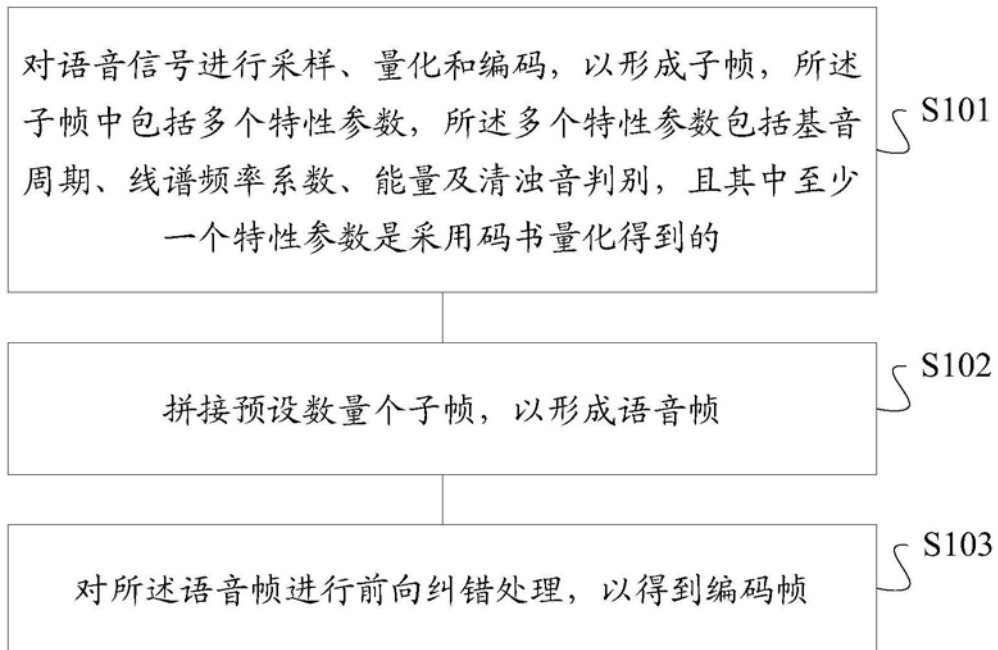 对语音信号进行采样、量化和编码，以形成子帧，所述
子帧中包括多个特性参数，所述多个特性参数包括基音
周期、线谱频率系数、能量及清浊音判别，且其中至少
一个特性参数是采用码书量化得到的
S101
拼接预设数量个子帧，以形成语音帧
S102
对所述语音帧进行前向纠错处理，以得到编码帧
S103